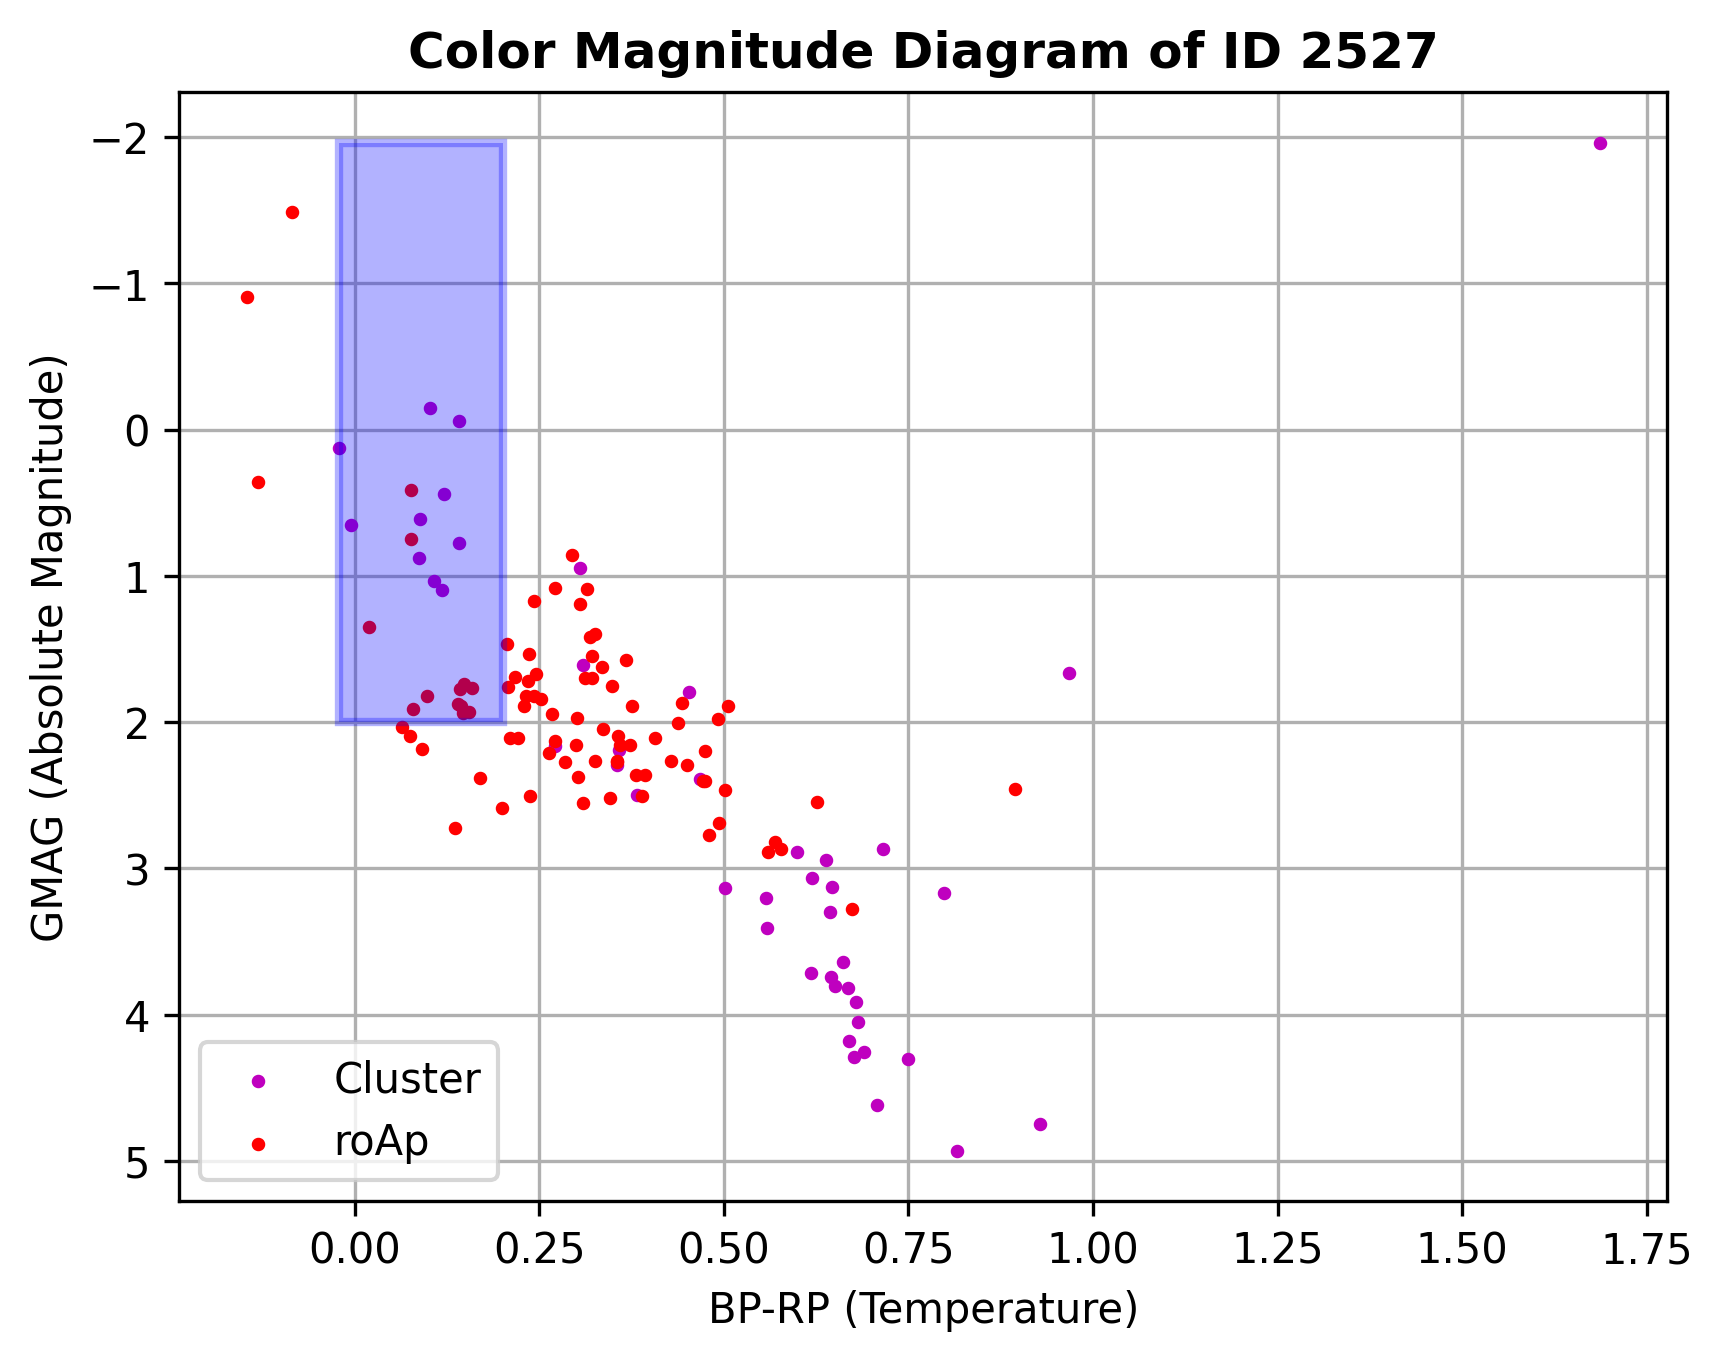 Color Magnitude Diagram of ID 2527
−2
−1
0
1
2
3
4
5
GMAG (Absolute Magnitude)
Cluster
roAp
0.00 0.25 0.50 0.75 1.00 1.25 1.50 1.75
BP-RP (Temperature)